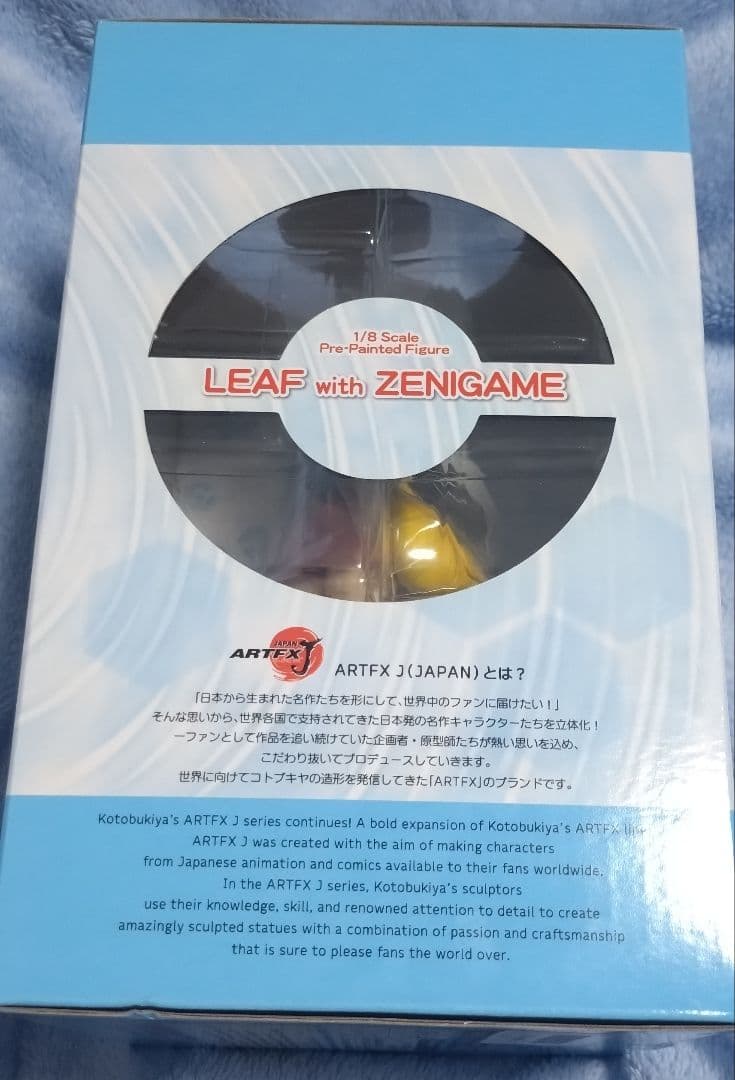 1/8 Scale
Pre-Painted Figure
LEAF with ZENIGAME
JAPAN
ARTFX J
ARTFX J(JAPAN)とは？
「日本から生まれた名作たちを形にして、世界中のファンに届けたい！」
そんな思いから、世界各国で支持されてきた日本発の名作キャラクターたちを立体化！
一ファンとして作品を追い続けていた企画者・原型師たちが熱い思いを込め、
こだわり抜いてプロデュースしていきます。
世界に向けてコトブキヤの造形を発信してきた「ARTFX」のブランドです。
Kotobukiya's ARTFX J series continues! A bold expansion of Kotobukiya's ARTFX line
ARTFX J was created with the aim of making characters
from Japanese animation and comics available to their fans worldwide.
In the ARTFX J series, Kotobukiya's sculptors
use their knowledge, skill, and renowned attention to detail to create
amazingly sculpted statues with a combination of passion and craftsmanship
that is sure to please fans the world over.